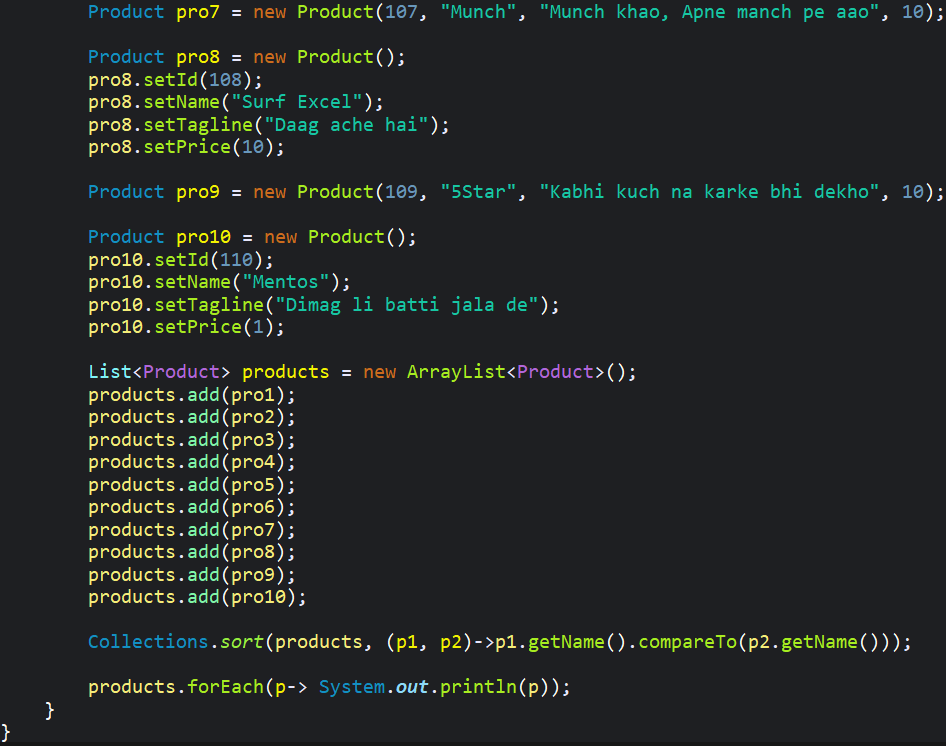 Product pro7 = new Product(107, "Munch", "Munch khao, Apne manch pe aao", 10);
Product pro8 = new Product();
pro8.setId(108);
pro8.setName("Surf Excel");
pro8.setTagline("Daag ache hai");
pro8.setPrice(10);
Product pro9 = new Product(109, "5Star", "Kabhi kuch na karke bhi dekho", 10);
Product pro10 = new Product();
pro10.setId(110);
pro10.setName("Mentos");
pro10.setTagline("Dimag li batti jala de");
pro10.setPrice(1);
List<Product> products = new ArrayList<Product>();
products.add(pro1);
products.add(pro2);
products.add(pro3);
products.add(pro4);
products.add(pro5);
products.add(pro6);
products.add(pro7);
products.add(pro8);
products.add(pro9);
products.add(pro10);
Collections.sort(products, (p1, p2)->p1.getName().compareTo(p2.getName()));
products.forEach(p-> System.out.println(p));
}
}